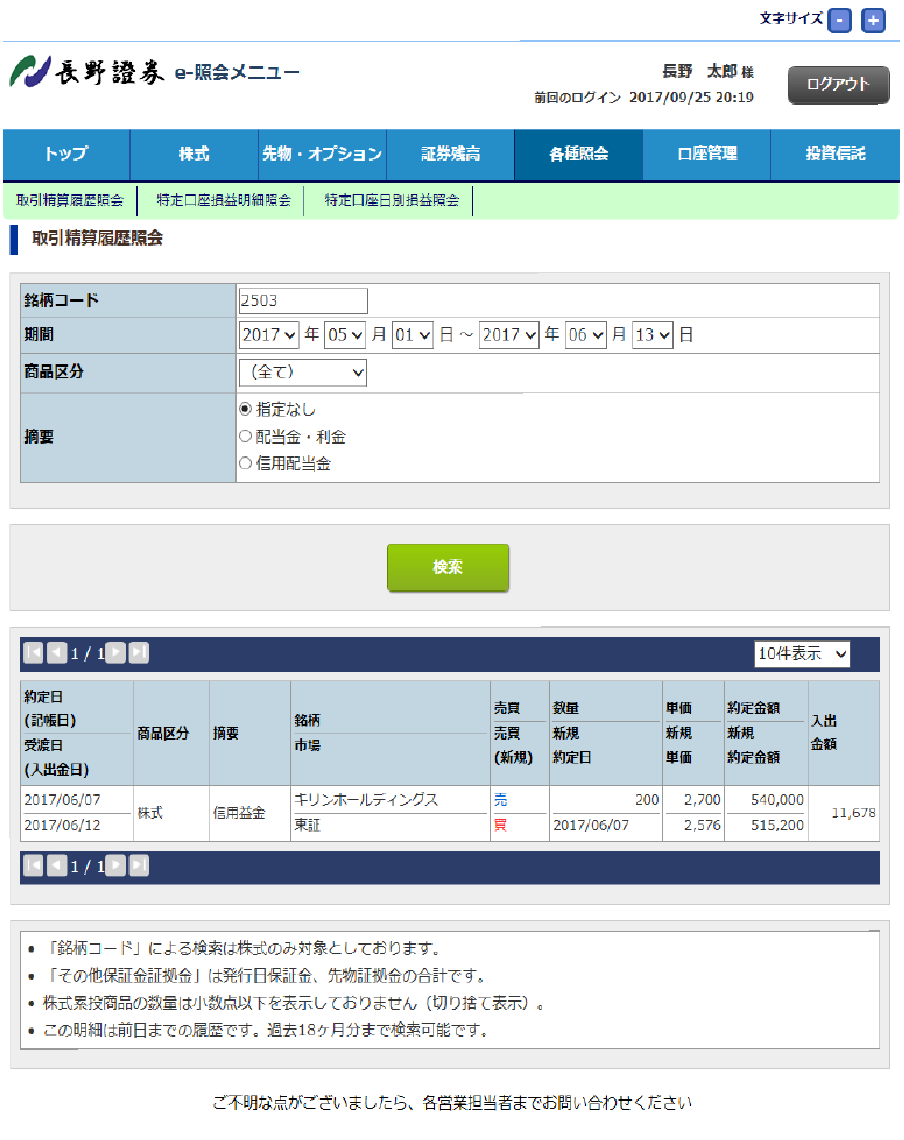 文字サイズ - +
長野證券 e-照会メニュー
長野　太郎 様
前回のログイン 2017/09/25 20:19
ログアウト
トップ 株式 先物・オプション 証券残高 各種照会 口座管理 投資信託
取引精算履歴照会 特定口座損益明細照会 特定口座日別損益照会
取引精算履歴照会
銘柄コード 2503
期間 2017 年 05 月 01 日 ～ 2017 年 06 月 13 日
商品区分 （全て）
摘要
指定なし
配当金・利金
信用配当金
検索
1 / 1 10件表示
約定日
(記帳日)
受渡日
(入出金日)
商品区分
摘要
銘柄
市場
売買
売買
(新規)
数量
新規
約定日
単価
新規
単価
約定金額
新規
約定金額
入出
金額
2017/06/07
2017/06/12
株式
信用益金
キリンホールディングス
東証
売
買
200
2017/06/07
2,700
2,576
540,000
515,200
11,678
1 / 1
• 「銘柄コード」による検索は株式のみ対象としております。
• 「その他保証金証拠金」は発行日保証金、先物証拠金の合計です。
• 株式累投商品の数量は小数点以下を表示しておりません（切り捨て表示）。
• この明細は前日までの履歴です。過去18ヶ月分まで検索可能です。
ご不明な点がございましたら、各営業担当者までお問い合わせください